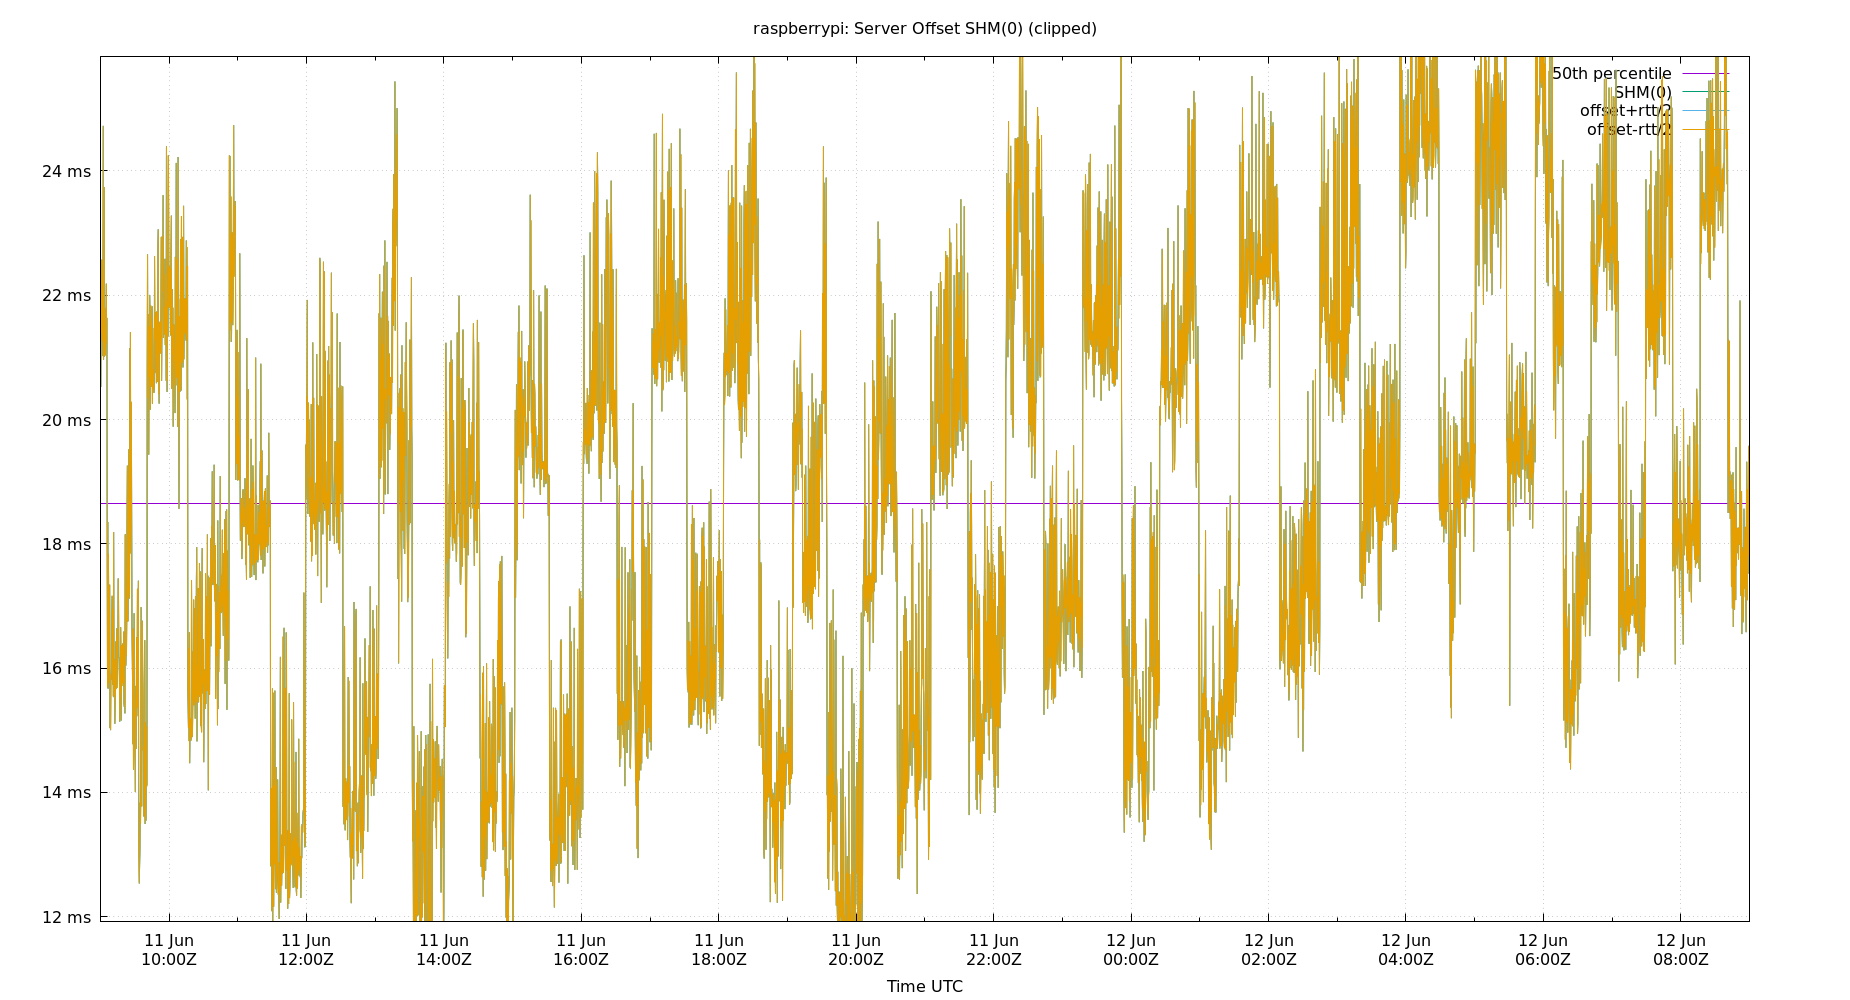 raspberrypi: Server Offset SHM(0) (clipped)
50th percentile
SHM(0)
offset+rtt/2
offset-rtt/2
24 ms
22 ms
20 ms
18 ms
16 ms
14 ms
12 ms
11 Jun 11 Jun 11 Jun 11 Jun 11 Jun 11 Jun 11 Jun 12 Jun 12 Jun 12 Jun 12 Jun 12 Jun
10:00Z 12:00Z 14:00Z 16:00Z 18:00Z 20:00Z 22:00Z 00:00Z 02:00Z 04:00Z 06:00Z 08:00Z
Time UTC